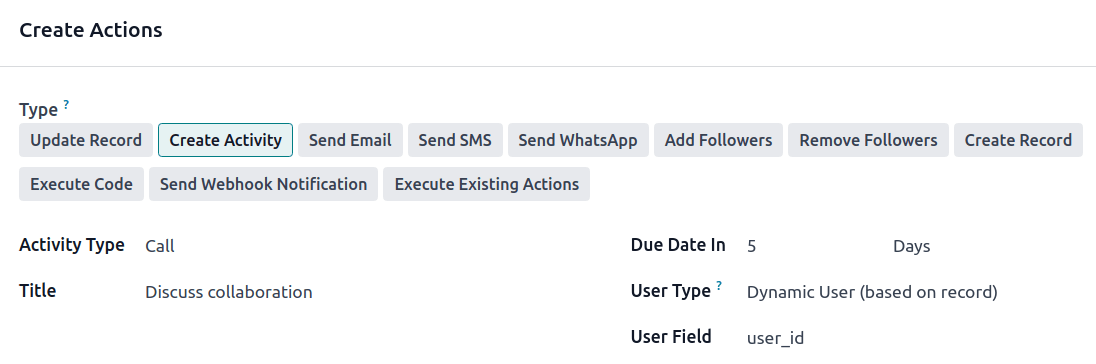 Create Actions
Type ?
Update Record Create Activity Send Email Send SMS Send WhatsApp Add Followers Remove Followers Create Record
Execute Code Send Webhook Notification Execute Existing Actions
Activity Type Call Due Date In 5 Days
Title Discuss collaboration User Type ? Dynamic User (based on record)
User Field user_id